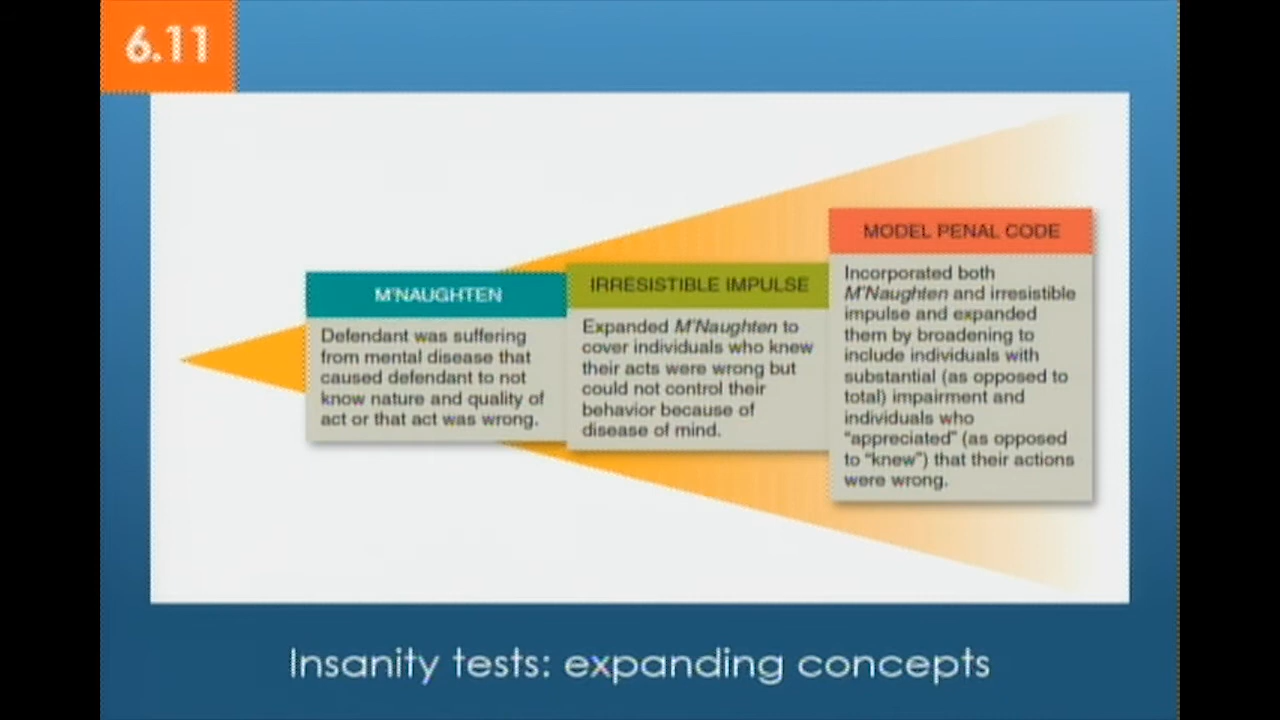 6.11
M'NAUGHTEN
Defendant was suffering
from mental disease that
caused defendant to not
know nature and quality of
act or that act was wrong.
IRRESISTIBLE IMPULSE
Expanded M'Naughten to
cover individuals who knew
their acts were wrong but
could not control their
behavior because of
disease of mind.
MODEL PENAL CODE
Incorporated both
M'Naughten and irresistible
impulse and expanded
them by broadening to
include individuals with
substantial (as opposed to
total) impairment and
individuals who
“appreciated” (as opposed
to “knew”) that their actions
were wrong.
Insanity tests: expanding concepts